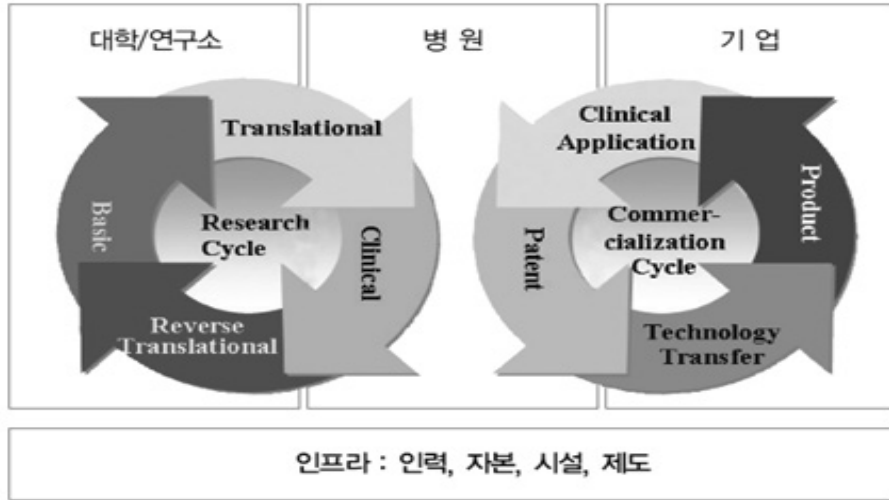 대학/연구소
병 원
기 업
Translational
Basic
Research
Cycle
Clinical
Reverse
Translational
Clinical
Application
Product
Commer-
cialization
Cycle
Patent
Technology
Transfer
인프라 : 인력, 자본, 시설, 제도